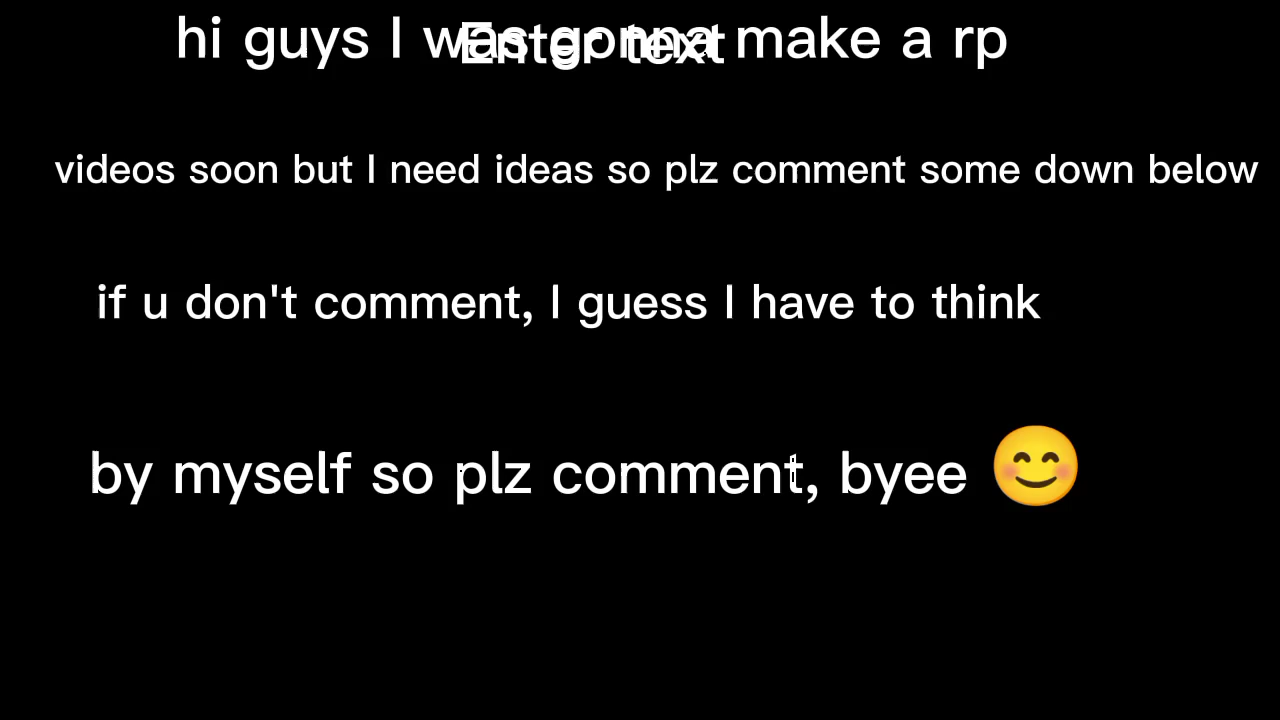 hi guys I was gonna make a rp
Enter text
videos soon but I need ideas so plz comment some down below
if u don't comment, I guess I have to think
by myself so plz comment, byee 😊